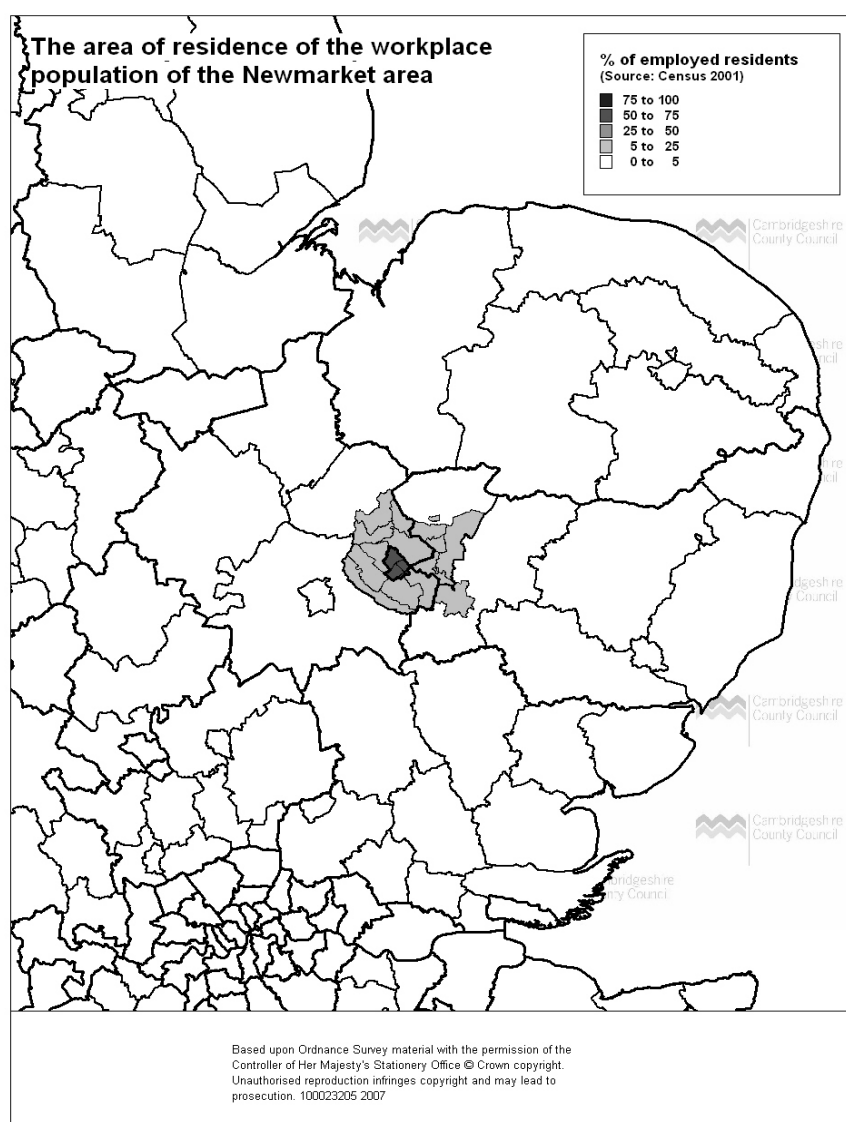 The area of residence of the workplace
population of the Newmarket area
% of employed residents
(Source: Census 2001)
75 to 100
50 to 75
25 to 50
5 to 25
0 to 5
Cambridgeshire
County Council
Cambridgeshire
County Council
Cambridgeshire
County Council
Based upon Ordnance Survey material with the permission of the
Controller of Her Majesty's Stationery Office © Crown copyright.
Unauthorised reproduction infringes copyright and may lead to
prosecution. 100023205 2007